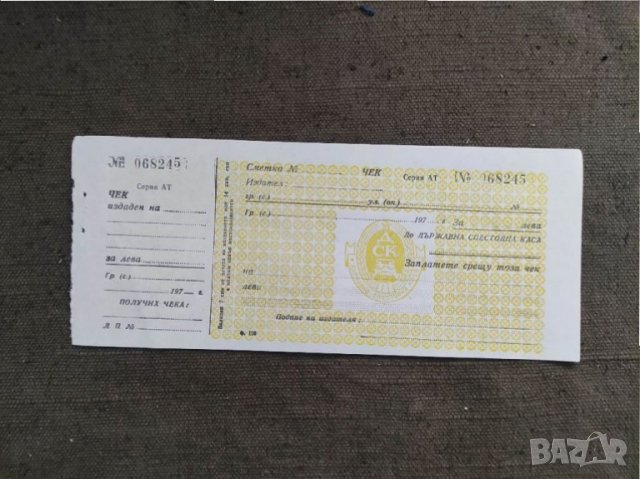 № 068245
Серия АТ
ЧЕК
издаден на
за лева
Гр (с.)
197 г.
ПОЛУЧИХ ЧЕКА:
Л П. №
Сметка № ЧЕК Серия АТ № 068245
Издател:
гр. (с.) ул. (бл.) №
Гр (с.) 197 г За лева
До ДЪРЖАВНА СПЕСТОВНА КАСА
Заплатете срещу този чек
на
лева
Подпис на издателя:
Ф. 138
BAZAR